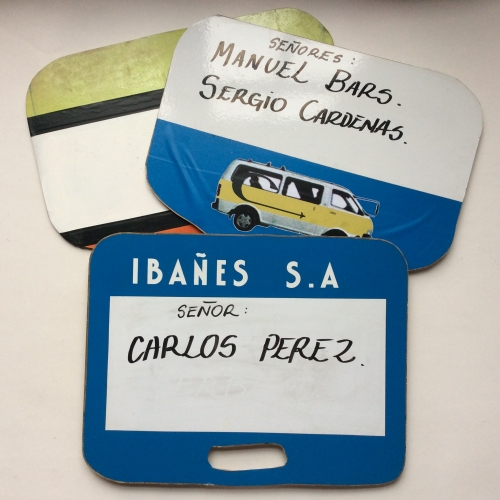 SEÑORES:
MANUEL BARS.
SERGIO CARDENAS.
IBAÑES S.A
SEÑOR:
CARLOS PEREZ.